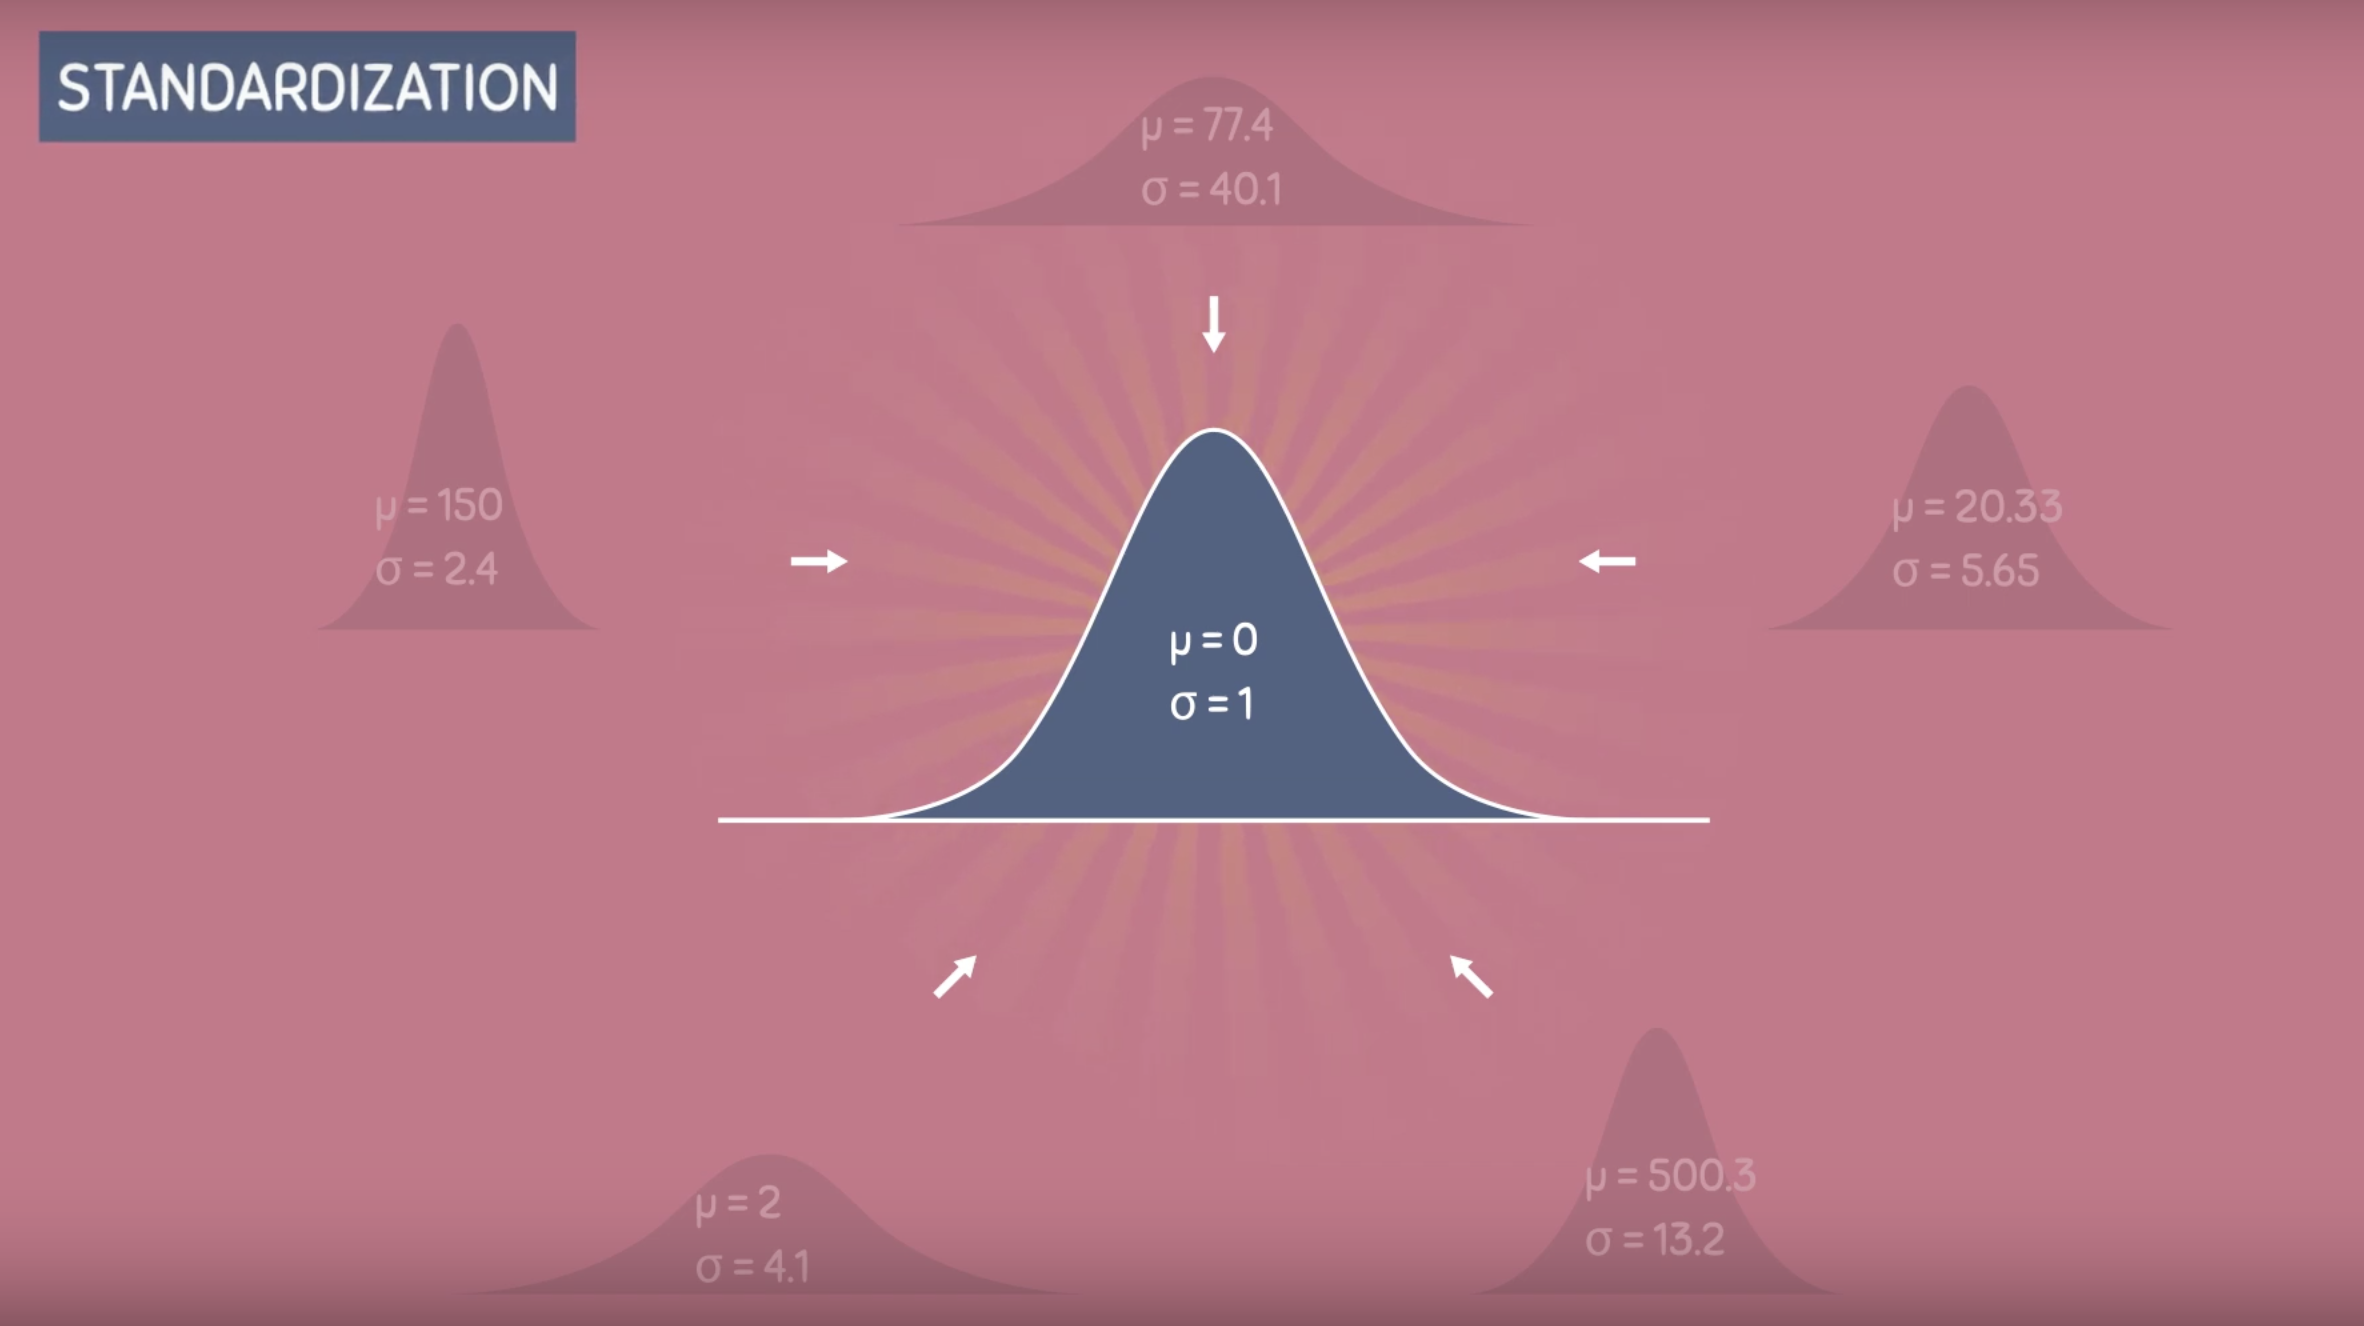 STANDARDIZATION
μ = 77.4
σ = 40.1
μ = 150
σ = 2.4
μ = 20.33
σ = 5.65
μ = 0
σ = 1
μ = 2
σ = 4.1
μ = 500.3
σ = 13.2